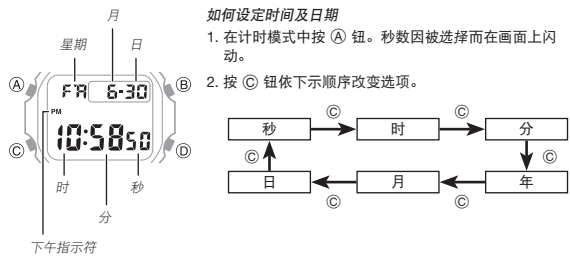 月
星期 日
Ⓐ Ⓑ
FR 6-30
PM
10:58 50
Ⓒ Ⓓ
时 秒
分
下午指示符
如何设定时间及日期
1. 在计时模式中按 Ⓐ 钮。秒数因被选择而在画面上闪
动。
2. 按 Ⓒ 钮依下示顺序改变选项。
Ⓒ Ⓒ
秒 时 分
Ⓒ Ⓒ
日 月 年
Ⓒ Ⓒ